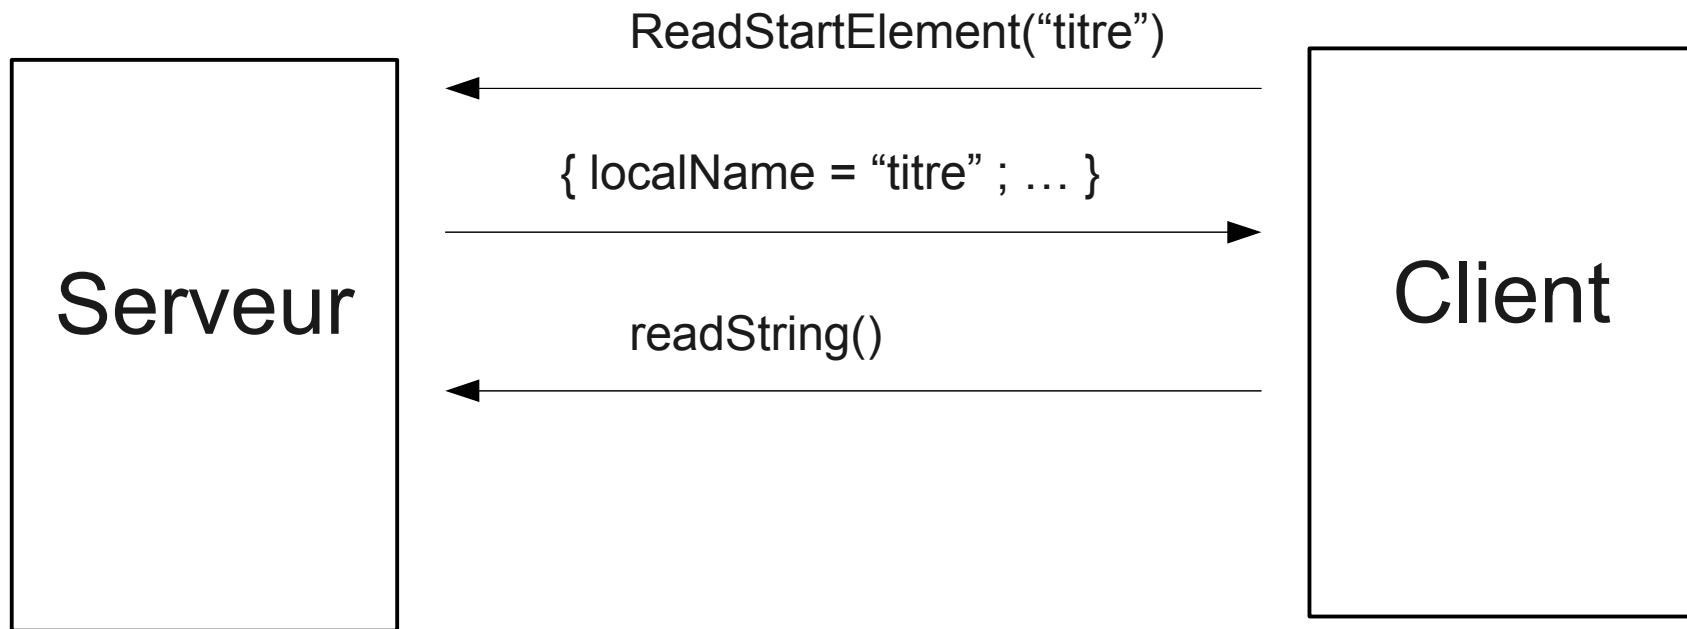 ReadStartElement(“titre”)
{ localName = “titre” ; … }
Serveur
Client
readString()